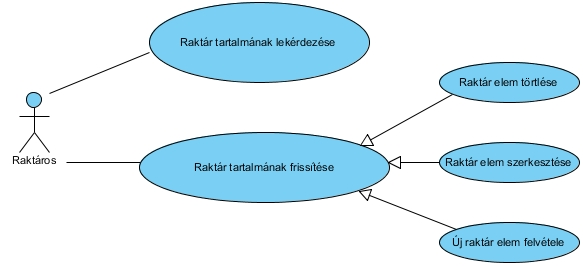 Raktár tartalmának lekérdezése
Raktár elem törtlése
Raktáros
Raktár tartalmának frissítése
Raktár elem szerkesztése
Új raktár elem felvétele